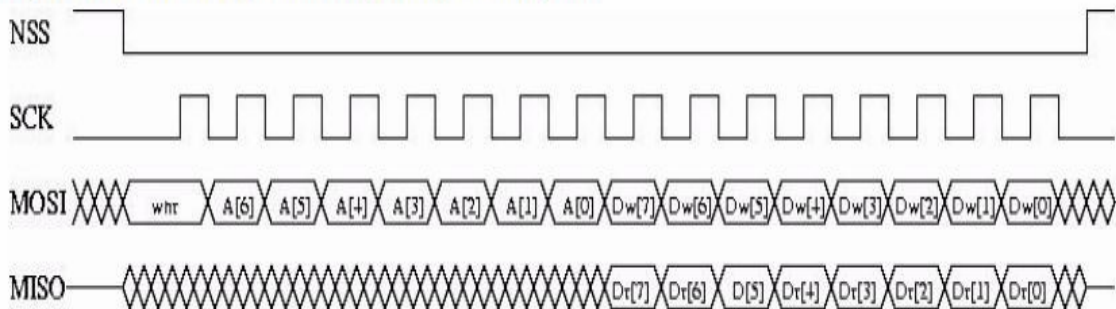 NSS
SCK
MOSI whr A[6] A[5] A[4] A[3] A[2] A[1] A[0] Dw[7] Dw[6] Dw[5] Dw[4] Dw[3] Dw[2] Dw[1] Dw[0]
MISO Dr[7] Dr[6] D[5] Dr[4] Dr[3] Dr[2] Dr[1] Dr[0]